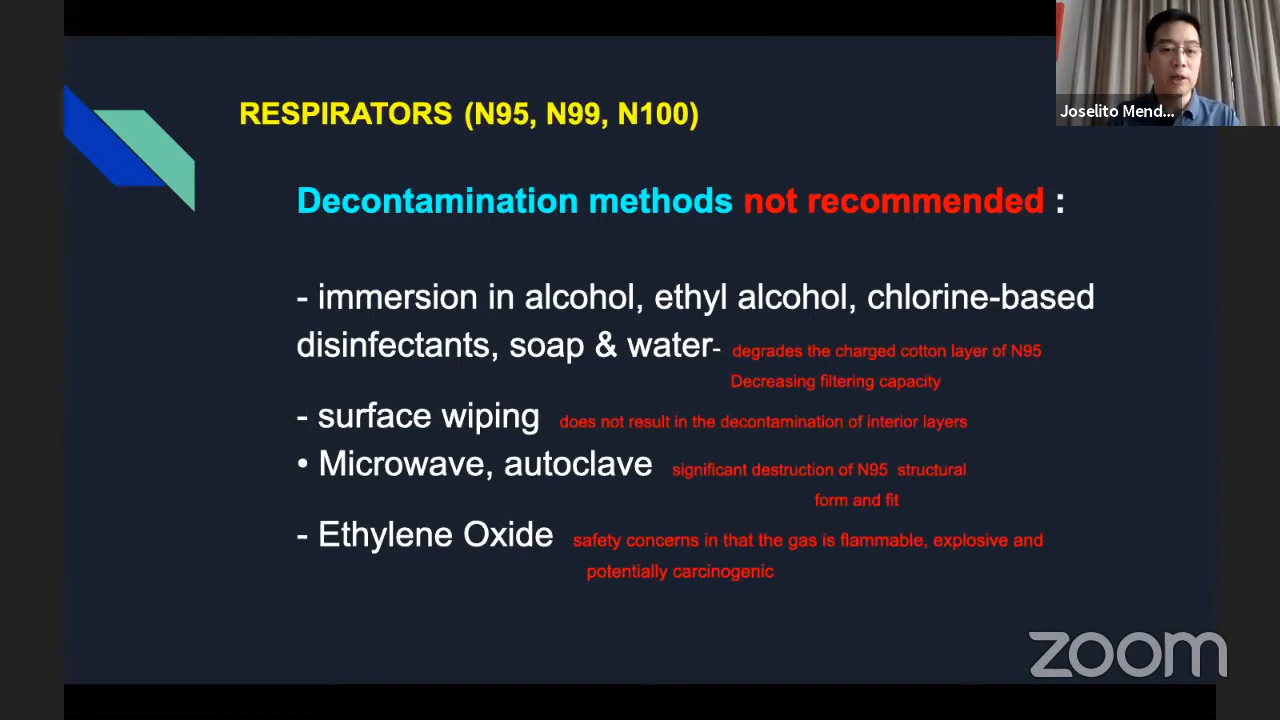 RESPIRATORS (N95, N99, N100)
Joselito Mend...
Decontamination methods not recommended :
- immersion in alcohol, ethyl alcohol, chlorine-based
disinfectants, soap & water- degrades the charged cotton layer of N95
Decreasing filtering capacity
- surface wiping does not result in the decontamination of interior layers
• Microwave, autoclave significant destruction of N95 structural
form and fit
- Ethylene Oxide safety concerns in that the gas is flammable, explosive and
potentially carcinogenic
zoom